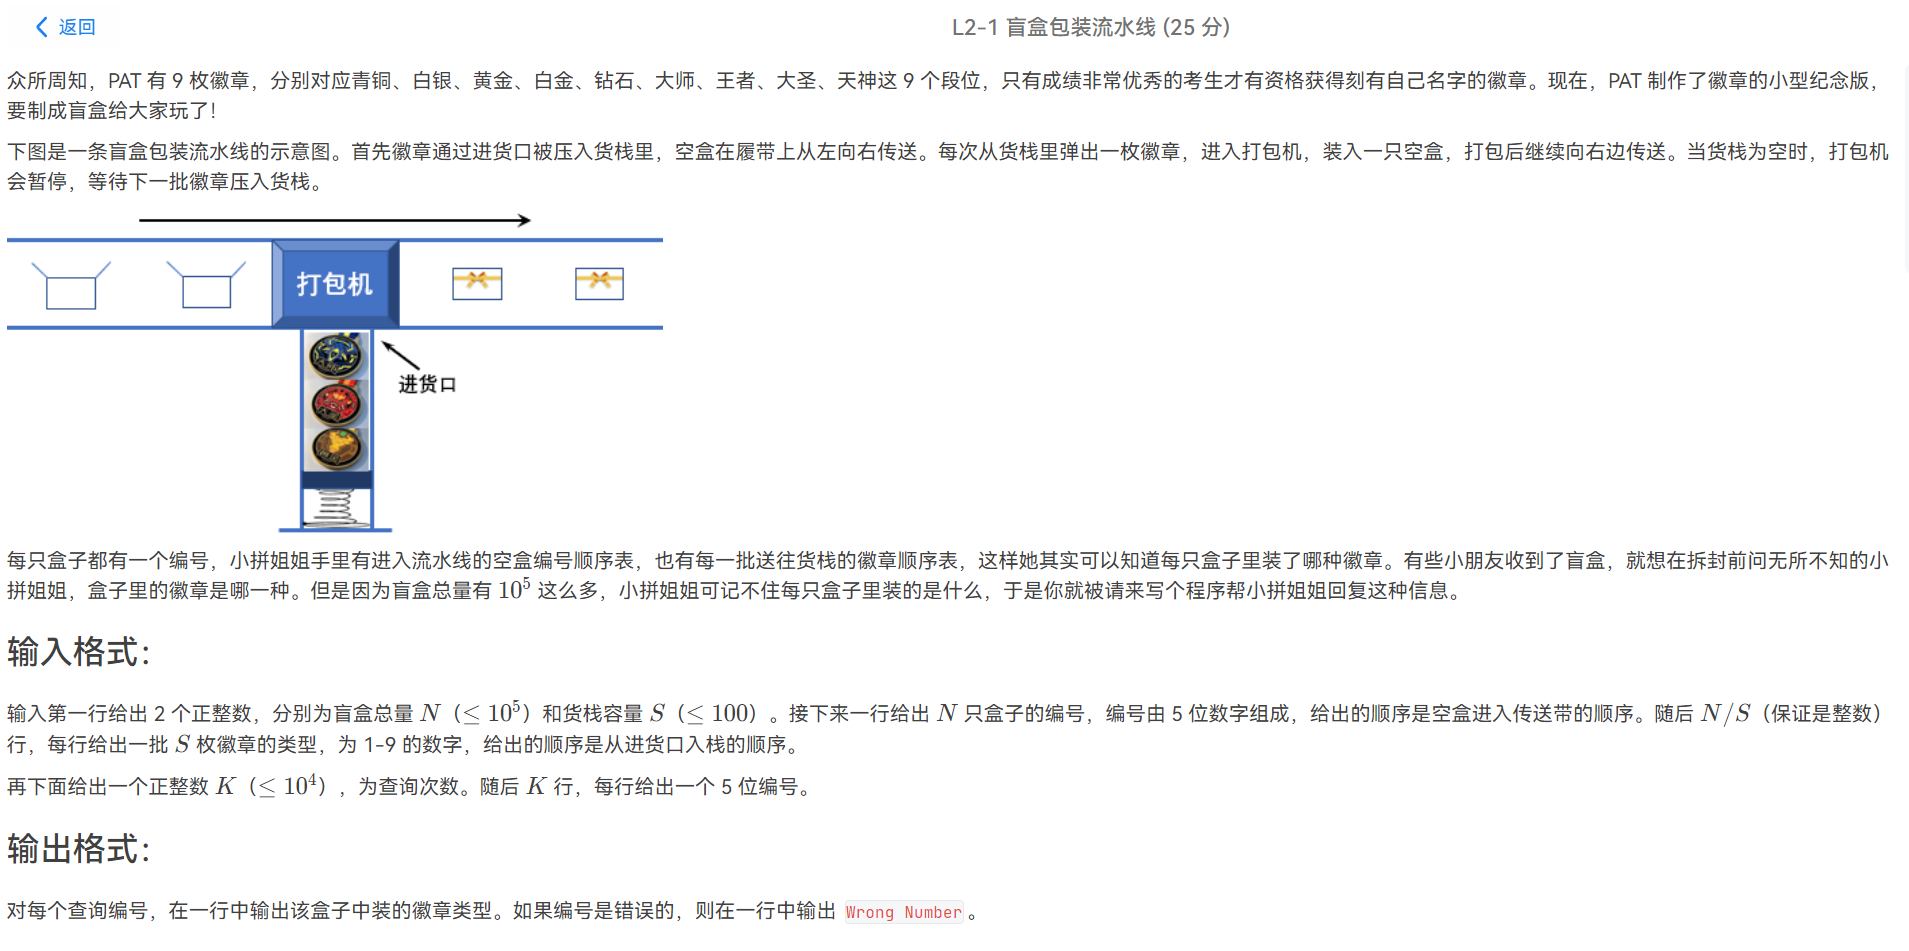 返回
L2-1 盲盒包装流水线 (25 分)
众所周知，PAT 有 9 枚徽章，分别对应青铜、白银、黄金、白金、钻石、大师、王者、大圣、天神这 9 个段位，只有成绩非常优秀的考生才有资格获得刻有自己名字的徽章。现在，PAT 制作了徽章的小型纪念版，
要制成盲盒给大家玩了！
下图是一条盲盒包装流水线的示意图。首先徽章通过进货口被压入货栈里，空盒在履带上从左向右传送。每次从货栈里弹出一枚徽章，进入打包机，装入一只空盒，打包后继续向右边传送。当货栈为空时，打包机
会暂停，等待下一批徽章压入货栈。
打包机
进货口
每只盒子都有一个编号，小拼姐姐手里有进入流水线的空盒编号顺序表，也有每一批送往货栈的徽章顺序表，这样她其实可以知道每只盒子里装了哪种徽章。有些小朋友收到了盲盒，就想在拆封前问无所不知的小
拼姐姐，盒子里的徽章是哪一种。但是因为盲盒总量有 10⁵ 这么多，小拼姐姐可记不住每只盒子里装的是什么，于是你就被请来写个程序帮小拼姐姐回复这种信息。
输入格式：
输入第一行给出 2 个正整数，分别为盲盒总量 N（≤ 10⁵）和货栈容量 S（≤ 100）。接下来一行给出 N 只盒子的编号，编号由 5 位数字组成，给出的顺序是空盒进入传送带的顺序。随后 N/S（保证是整数）
行，每行给出一批 S 枚徽章的类型，为 1-9 的数字，给出的顺序是从进货口入栈的顺序。
再下面给出一个正整数 K（≤ 10⁴），为查询次数。随后 K 行，每行给出一个 5 位编号。
输出格式：
对每个查询编号，在一行中输出该盒子中装的徽章类型。如果编号是错误的，则在一行中输出 Wrong Number。